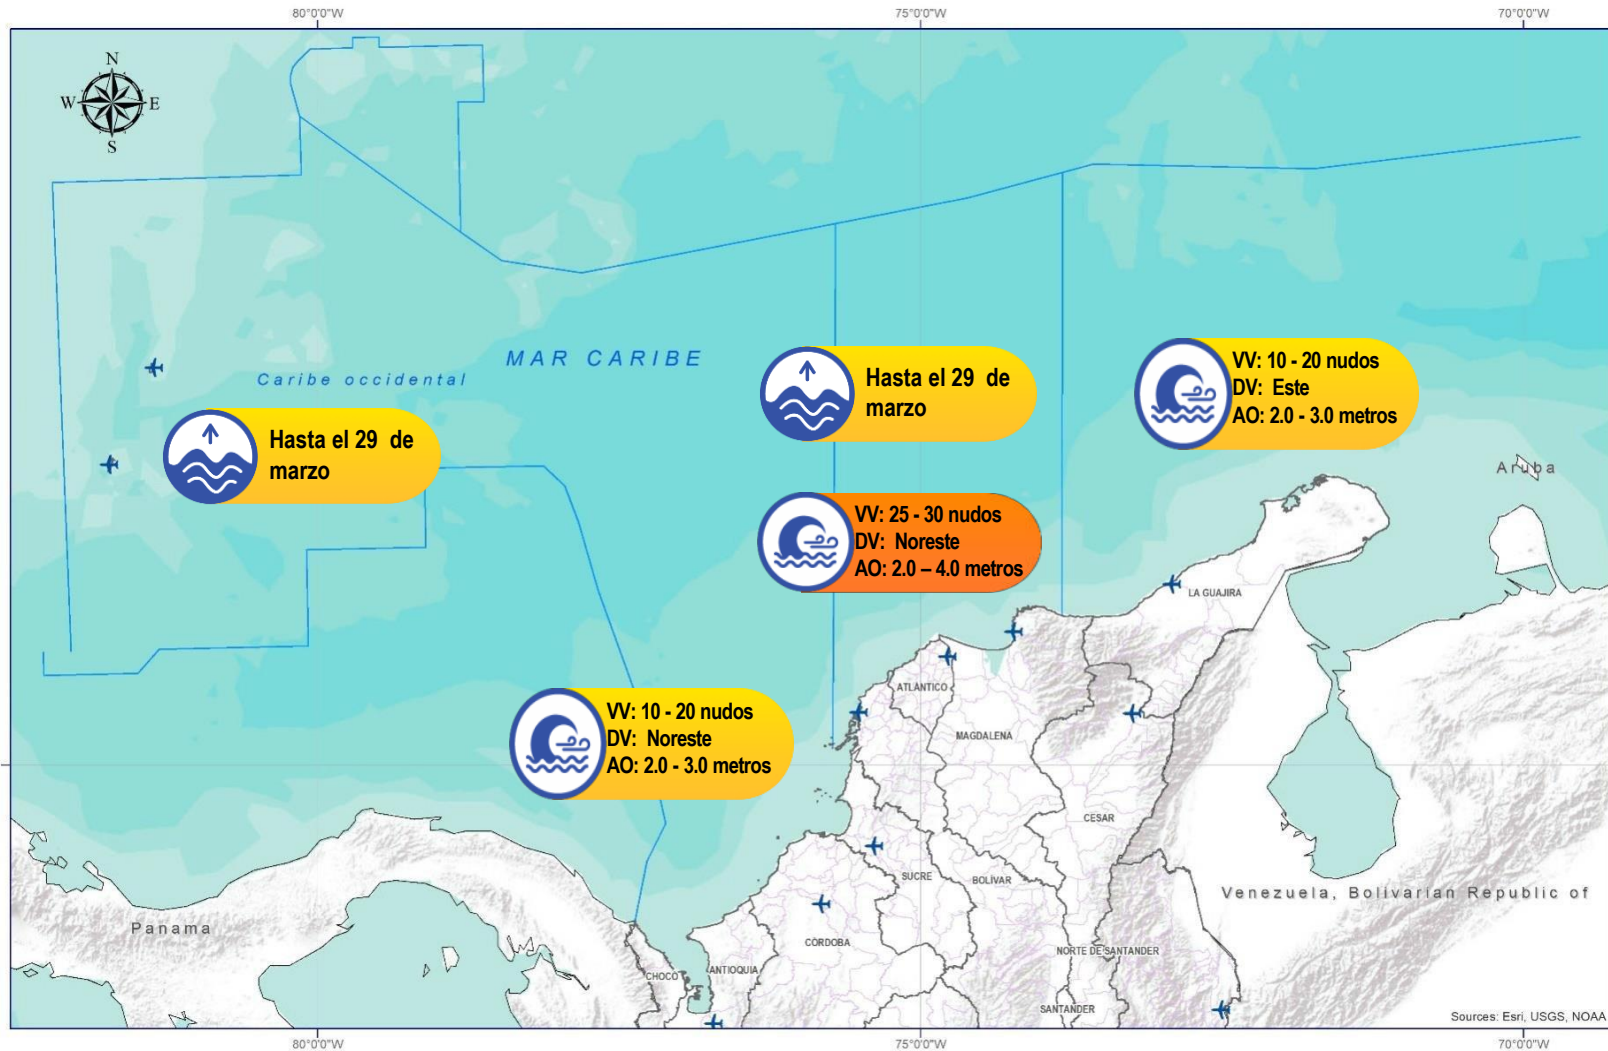 80°0'0"W
75°0'0"W
70°0'0"W
N
W
E
S
MAR CARIBE
Caribe occidental
Hasta el 29 de
marzo
Hasta el 29 de
marzo
VV: 10 - 20 nudos
DV: Este
AO: 2.0 - 3.0 metros
Aruba
VV: 25 - 30 nudos
DV: Noreste
AO: 2.0 – 4.0 metros
LA GUAJIRA
ATLÁNTICO
MAGDALENA
VV: 10 - 20 nudos
DV: Noreste
AO: 2.0 - 3.0 metros
CESAR
SUCRE
BOLÍVAR
Venezuela, Bolivarian Republic of
Panama
CÓRDOBA
NORTE DE SANTANDER
CHOCÓ
ANTIOQUIA
SANTANDER
Sources: Esri, USGS, NOAA
80°0'0"W
75°0'0"W
70°0'0"W